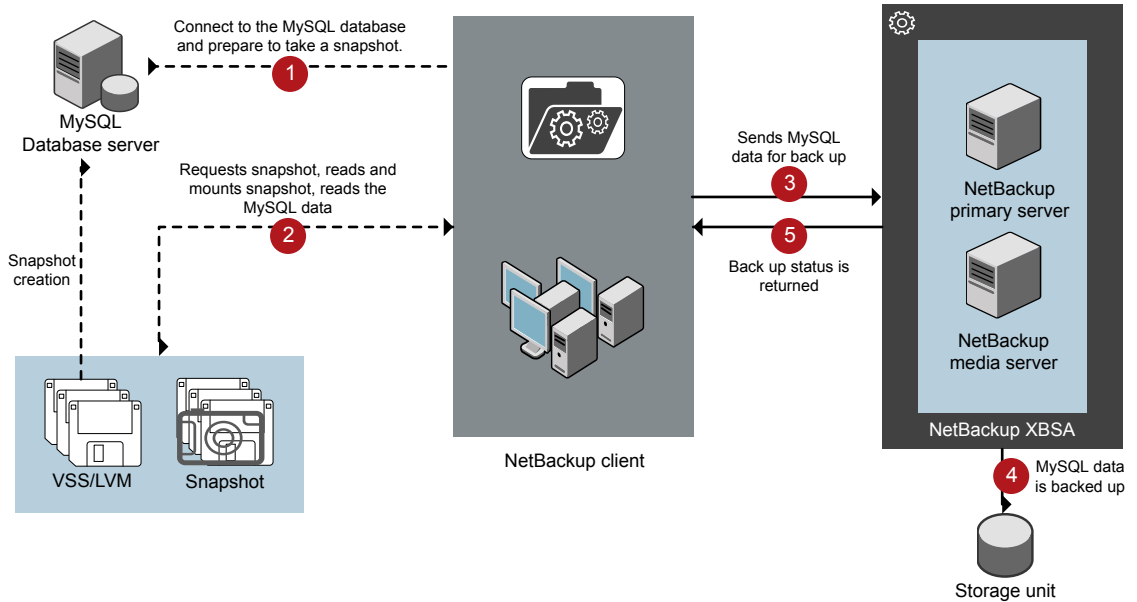 Connect to the MySQL database
and prepare to take a snapshot.
1
MySQL
Database server
Requests snapshot, reads and
mounts snapshot, reads the
MySQL data
2
Snapshot
creation
VSS/LVM
Snapshot
NetBackup client
Sends MySQL
data for back up
3
5
Back up status is
returned
NetBackup
primary server
NetBackup
media server
NetBackup XBSA
4
MySQL data
is backed up
Storage unit